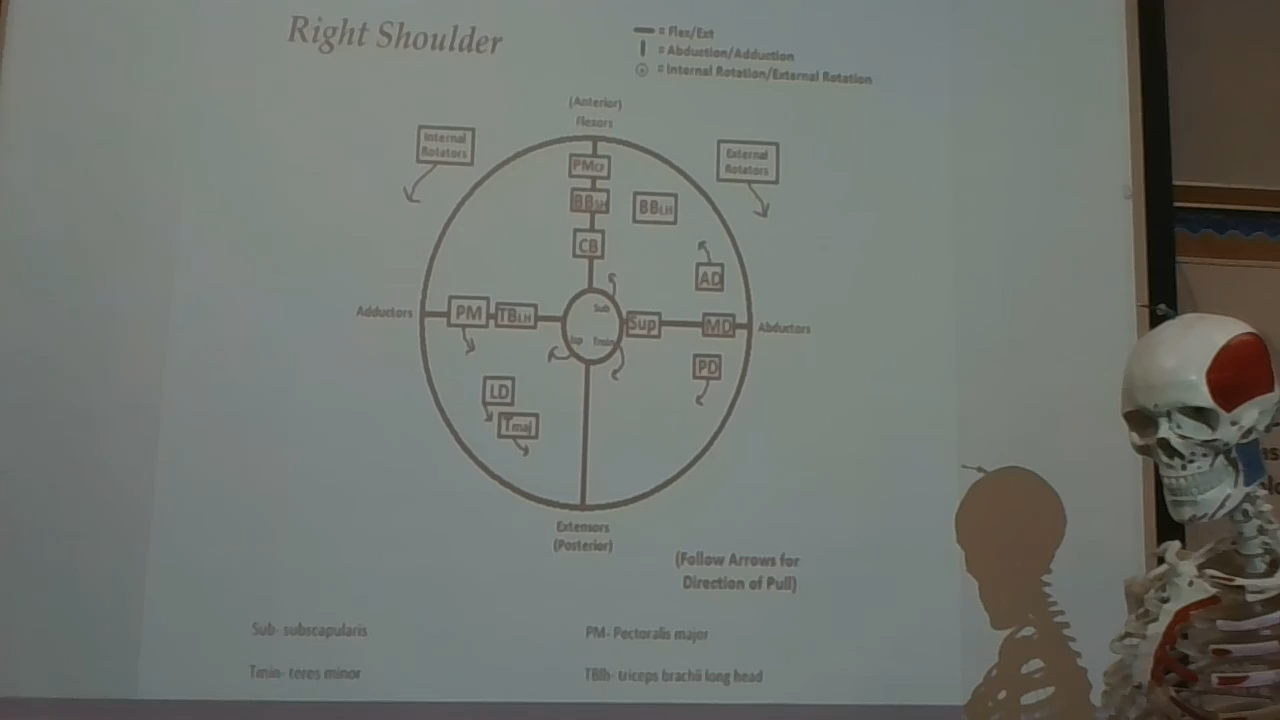 Right Shoulder
= Flex/Ext
= Abduction/Adduction
= Internal Rotation/External Rotation
(Anterior)
Flexors
Internal
Rotators
External
Rotators
PMCF
BBSH
BBLH
CB
AD
Sub
Adductors
PM
TBLH
Sup
MD
Abductors
Tmin
PD
LD
Tmaj
Extensors
(Posterior)
(Follow Arrows for
Direction of Pull)
Sub- subscapularis
PM- Pectoralis major
Tmin- teres minor
TBlh- triceps brachii long head